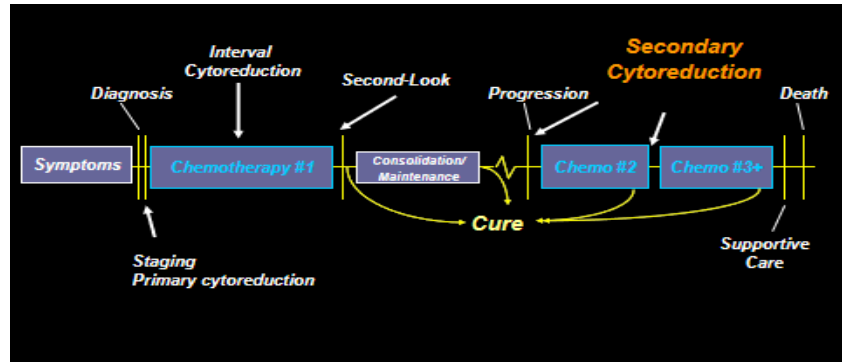 Interval
Cytoreduction
Secondary
Cytoreduction
Second-Look
Diagnosis
Progression
Death
Symptoms
Chemotherapy #1
Consolidation/
Maintenance
Chemo #2
Chemo #3+
Cure
Staging
Primary cytoreduction
Supportive
Care